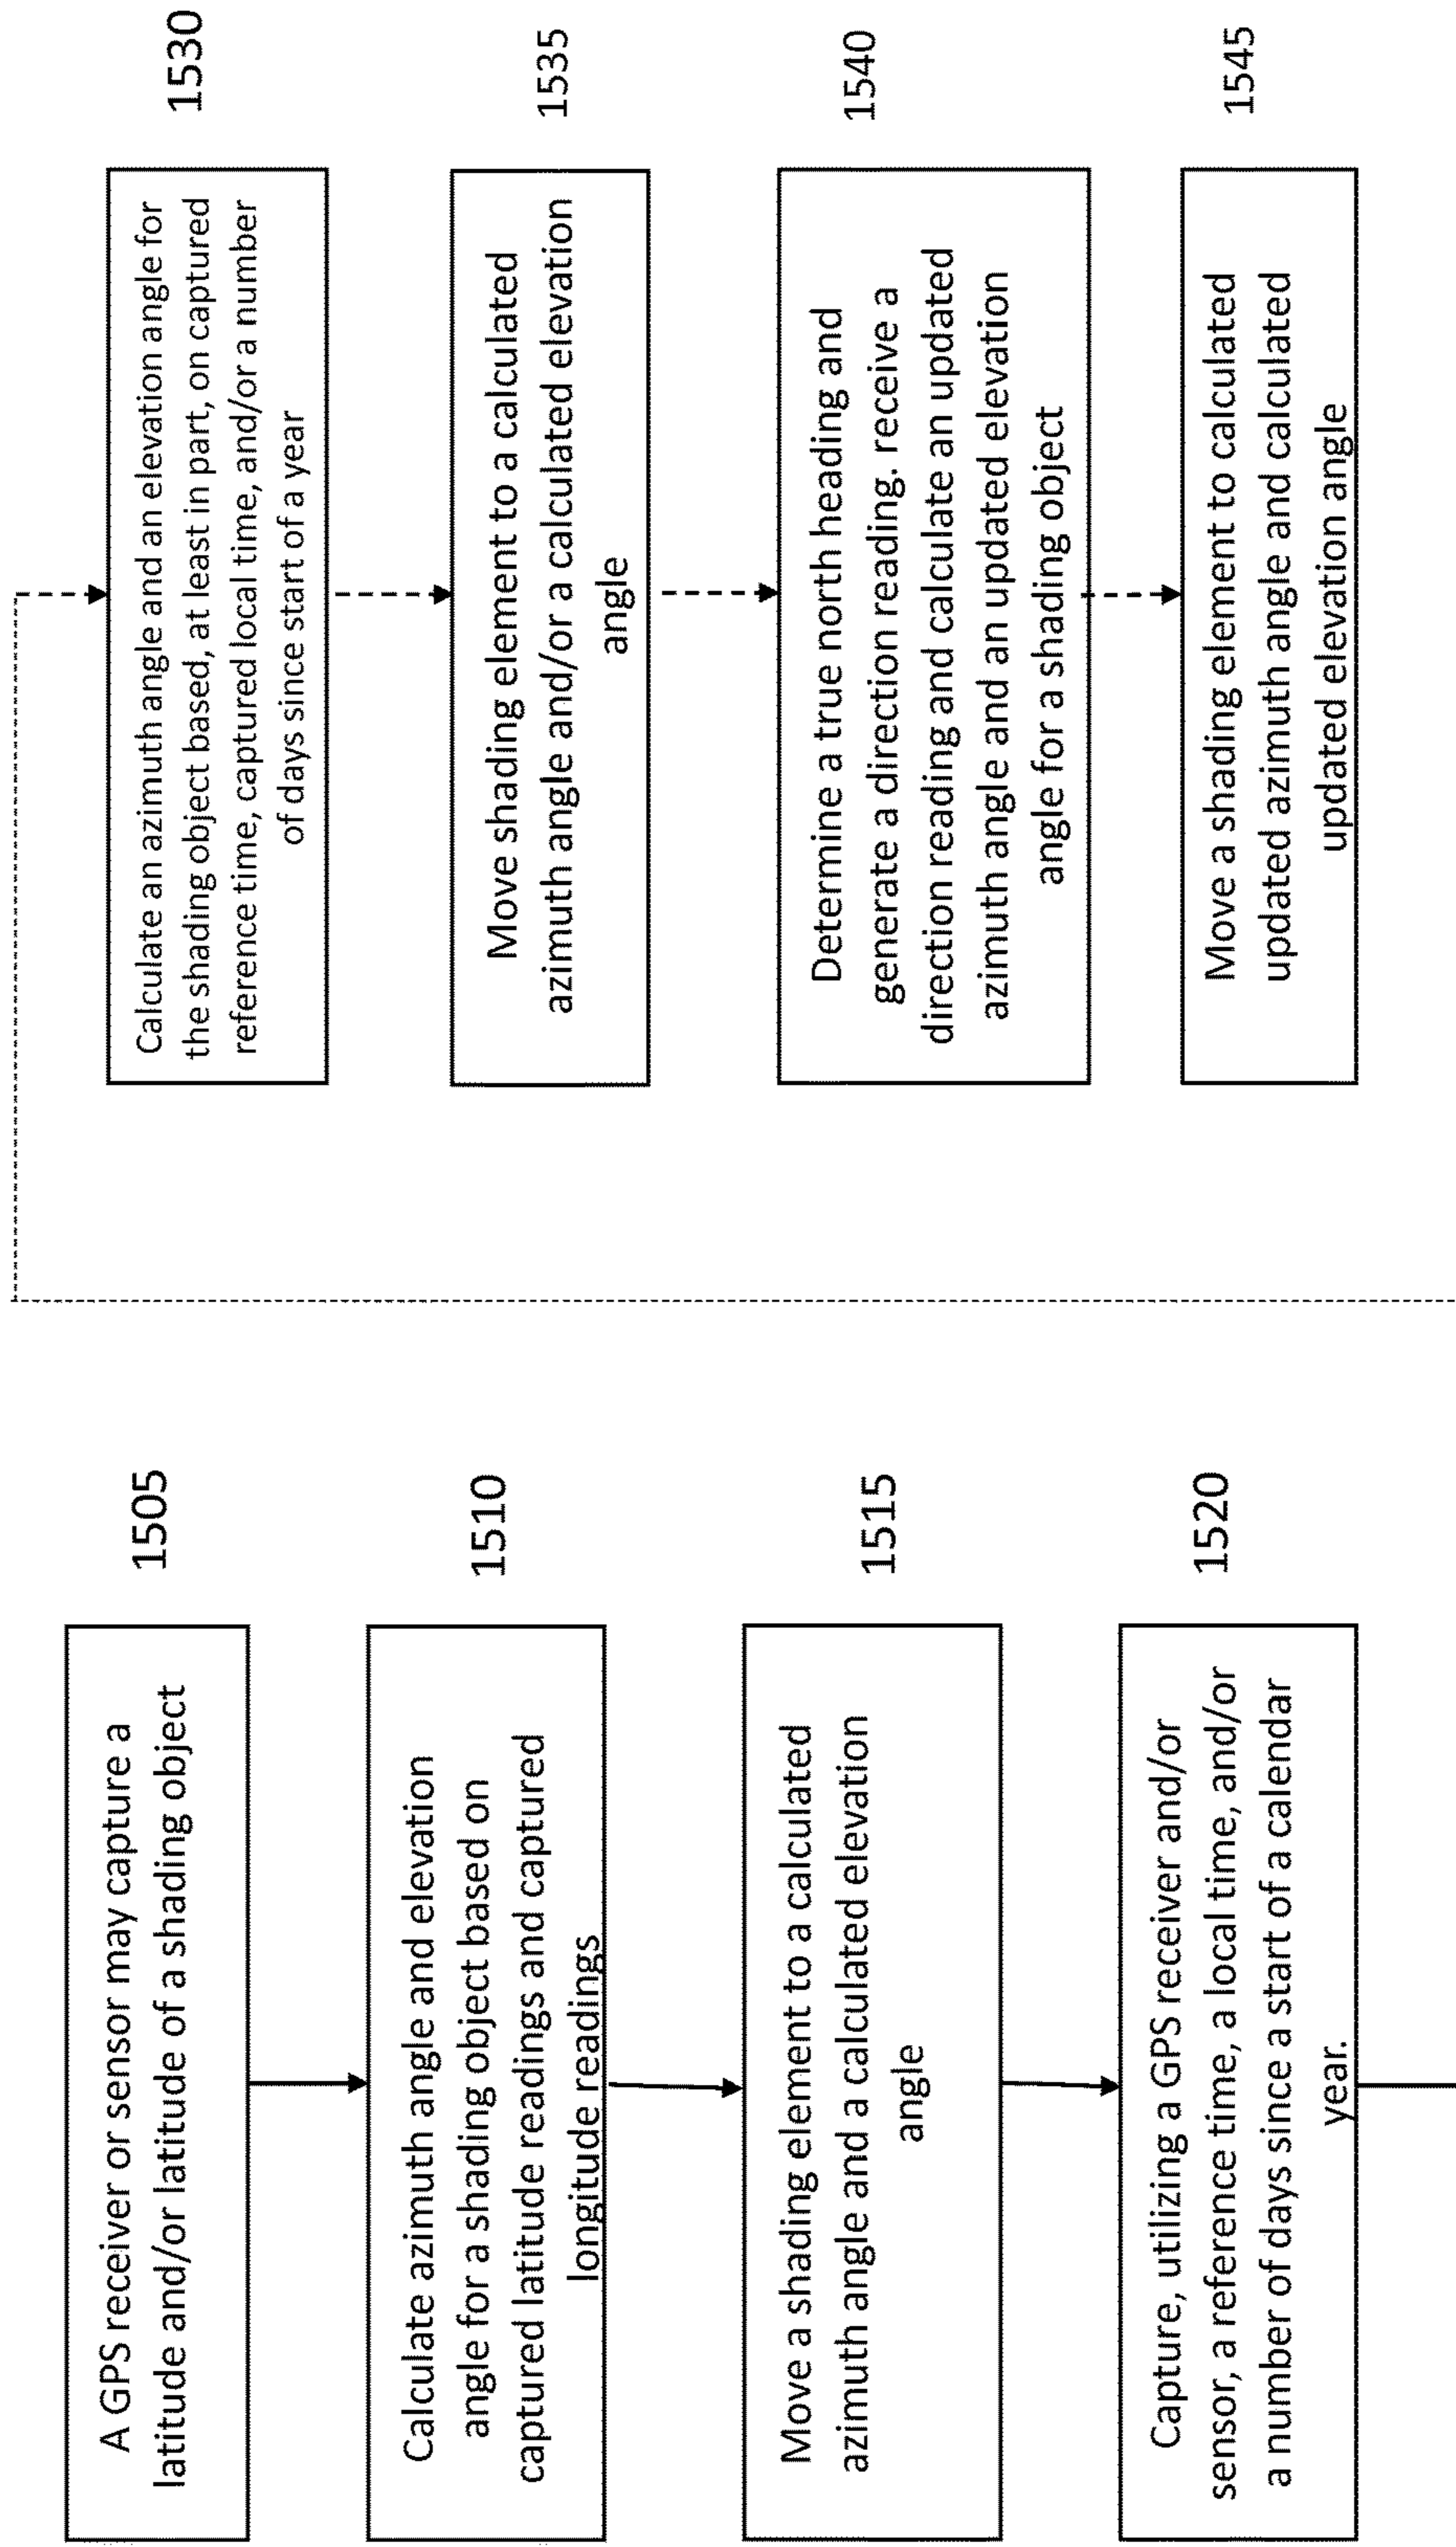 A GPS receiver or sensor may capture a
latitude and/or latitude of a shading object
1505
Calculate azimuth angle and elevation
angle for a shading object based on
captured latitude readings and captured
longitude readings
1510
Move a shading element to a calculated
azimuth angle and a calculated elevation
angle
1515
Capture, utilizing a GPS receiver and/or
sensor, a reference time, a local time, and/or
a number of days since a start of a calendar
year.
1520
Calculate an azimuth angle and an elevation angle for
the shading object based, at least in part, on captured
reference time, captured local time, and/or a number
of days since start of a year
1530
Move shading element to a calculated
azimuth angle and/or a calculated elevation
angle
1535
Determine a true north heading and
generate a direction reading. receive a
direction reading and calculate an updated
azimuth angle and an updated elevation
angle for a shading object
1540
Move a shading element to calculated
updated azimuth angle and calculated
updated elevation angle
1545